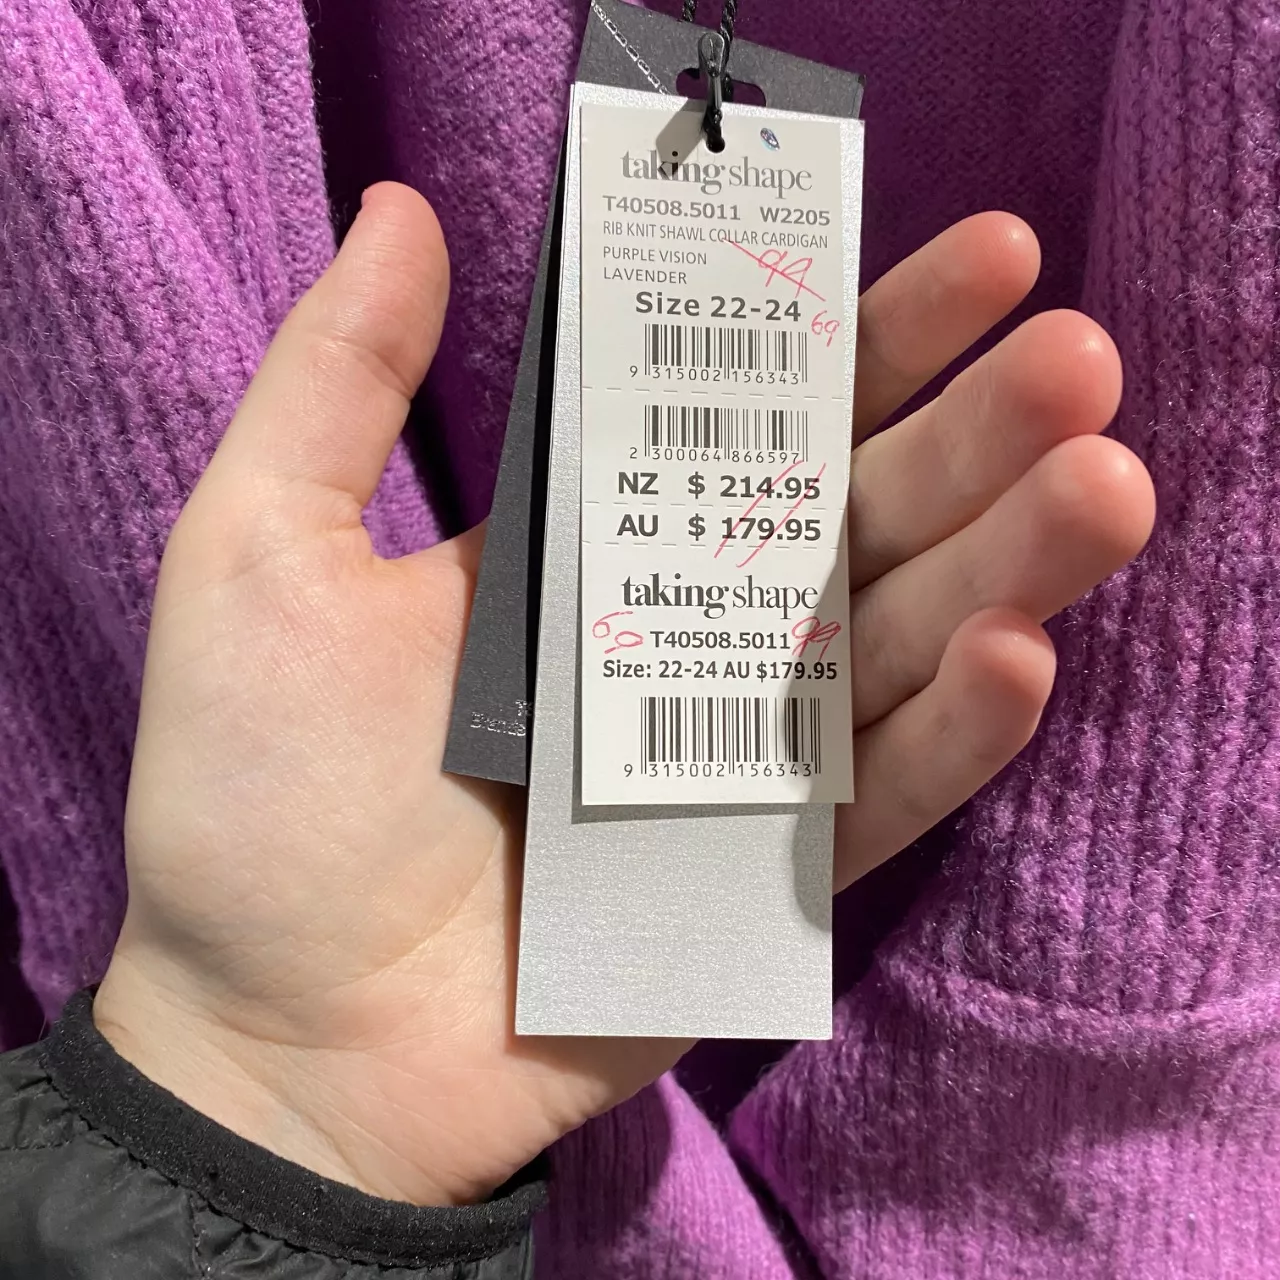 taking shape
T40508.5011 W2205
RIB KNIT SHAWL COLLAR CARDIGAN
PURPLE VISION
99
LAVENDER
Size 22-24
69
9 315002 156343
2 300064 866597
NZ $ 214.95
AU $ 179.95
taking shape
69 T40508.5011 99
Size: 22-24 AU $179.95
9 315002 156343